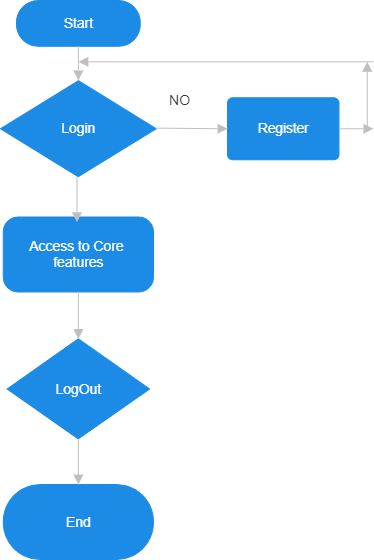 Start
NO
Login
Register
Access to Core
features
LogOut
End